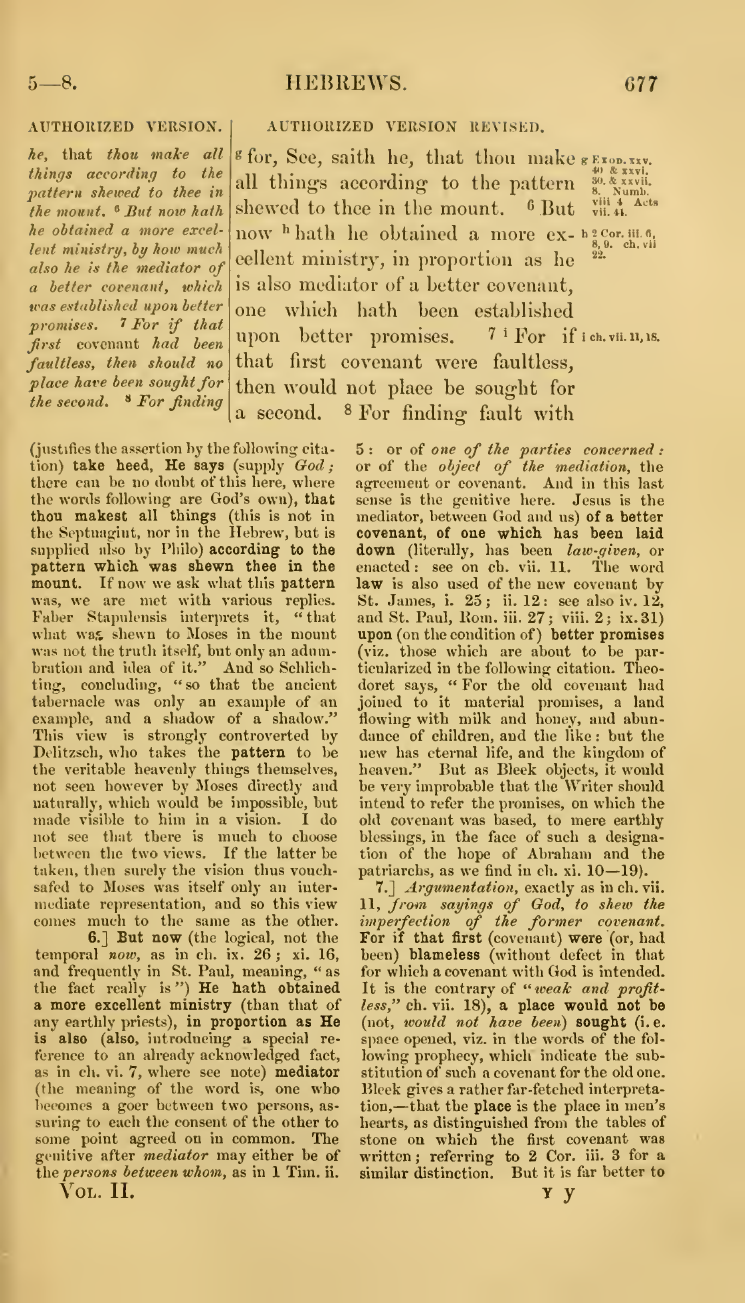 5—8.
HEBREWS.
677
AUTHORIZED VERSION.
he, that thou make all
things according to the
pattern shewed to thee in
the mount. 6 But now hath
he obtained a more excel-
lent ministry, by how much
also he is the mediator of
a better covenant, which
was established upon better
promises. 7 For if that
first covenant had been
faultless, then should no
place have been sought for
the second. 8 For finding
AUTHORIZED VERSION REVISED.
g for, See, saith he, that thou make
all things according to the pattern
shewed to thee in the mount. 6 But
now h hath he obtained a more ex-
cellent ministry, in proportion as he
is also mediator of a better covenant,
one which hath been established
upon better promises. 7 i For if
that first covenant were faultless,
then would not place be sought for
a second. 8 For finding fault with
g EXOD. xxv.
40 & xxvi.
30. & xxvii.
8. Numb.
viii 4 Acts
vii. 44.
h 2 Cor. iii. 6,
8, 9. ch. vii
22.
i ch. vii. 11, 18.
(justifies the assertion by the following cita-
tion) take heed, He says (supply God;
there can be no doubt of this here, where
the words following are God's own), that
thou makest all things (this is not in
the Septuagint, nor in the Hebrew, but is
supplied also by Philo) according to the
pattern which was shewn thee in the
mount. If now we ask what this pattern
was, we are met with various replies.
Faber Stapulensis interprets it, "that
what was shewn to Moses in the mount
was not the truth itself, but only an adum-
bration and idea of it." And so Schlich-
ting, concluding, "so that the ancient
tabernacle was only an example of an
example, and a shadow of a shadow."
This view is strongly controverted by
Delitzsch, who takes the pattern to be
the veritable heavenly things themselves,
not seen however by Moses directly and
naturally, which would be impossible, but
made visible to him in a vision. I do
not see that there is much to choose
between the two views. If the latter be
taken, then surely the vision thus vouch-
safed to Moses was itself only an inter-
mediate representation, and so this view
comes much to the same as the other.
6.] But now (the logical, not the
temporal now, as in ch. ix. 26; xi. 16,
and frequently in St. Paul, meaning, "as
the fact really is") He hath obtained
a more excellent ministry (than that of
any earthly priests), in proportion as He
is also (also, introducing a special re-
ference to an already acknowledged fact,
as in ch. vi. 7, where see note) mediator
(the meaning of the word is, one who
becomes a goer between two persons, as-
suring to each the consent of the other to
some point agreed on in common. The
genitive after mediator may either be of
the persons between whom, as in 1 Tim. ii.
5: or of one of the parties concerned:
or of the object of the mediation, the
agreement or covenant. And in this last
sense is the genitive here. Jesus is the
mediator, between God and us) of a better
covenant, of one which has been laid
down (literally, has been law-given, or
enacted: see on ch. vii. 11. The word
law is also used of the new covenant by
St. James, i. 25; ii. 12: see also iv. 12,
and St. Paul, Rom. iii. 27; viii. 2; ix. 31)
upon (on the condition of) better promises
(viz. those which are about to be par-
ticularized in the following citation. Theo-
doret says, "For the old covenant had
joined to it material promises, a land
flowing with milk and honey, and abun-
dance of children, and the like: but the
new has eternal life, and the kingdom of
heaven." But as Bleek objects, it would
be very improbable that the Writer should
intend to refer the promises, on which the
old covenant was based, to mere earthly
blessings, in the face of such a designa-
tion of the hope of Abraham and the
patriarchs, as we find in ch. xi. 10—19).
7.] Argumentation, exactly as in ch. vii.
11, from sayings of God, to shew the
imperfection of the former covenant.
For if that first (covenant) were (or, had
been) blameless (without defect in that
for which a covenant with God is intended.
It is the contrary of "weak and profit-
less," ch. vii. 18), a place would not be
(not, would not have been) sought (i. e.
space opened, viz. in the words of the fol-
lowing prophecy, which indicate the sub-
stitution of such a covenant for the old one.
Bleek gives a rather far-fetched interpreta-
tion,—that the place is the place in men's
hearts, as distinguished from the tables of
stone on which the first covenant was
written; referring to 2 Cor. iii. 3 for a
similar distinction. But it is far better to
VOL. II.
Y y